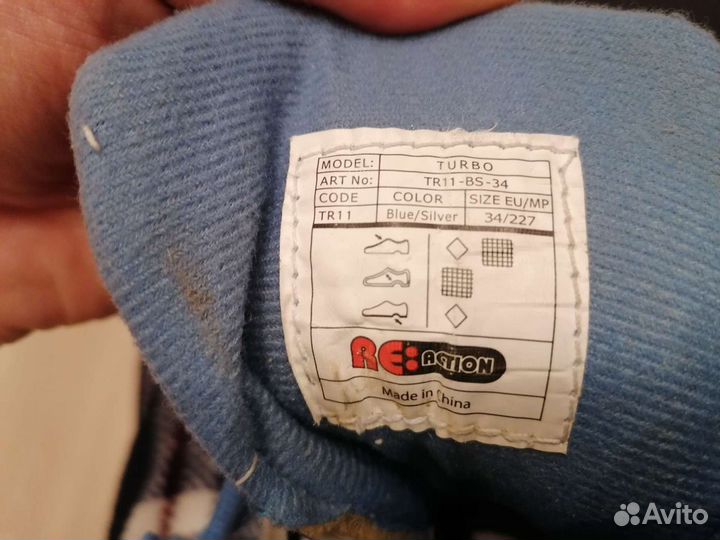 MODEL: TURBO
ART No: TR11-BS-34
CODE COLOR SIZE EU/MP
TR11 Blue/Silver 34/227
RE:ACTION
Made in China
Avito